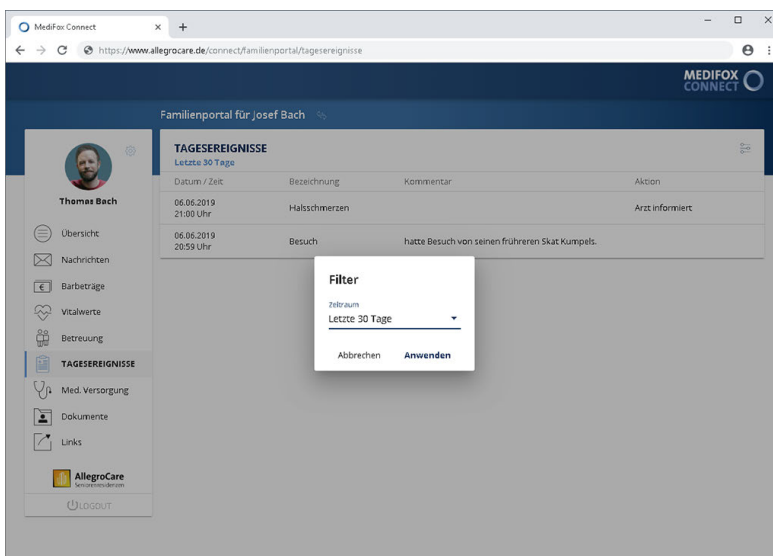 MediFox Connect
https://www.allegrocare.de/connect/familienportal/tagesereignisse
MEDIFOX
CONNECT
Familienportal für Josef Bach
Thomas Bach
Übersicht
Nachrichten
Barbeträge
Vitalwerte
Betreuung
TAGESEREIGNISSE
Med. Versorgung
Dokumente
Links
AllegroCare
Seniorenresidenzen
LOGOUT
TAGESEREIGNISSE
Letzte 30 Tage
Datum / Zeit Bezeichnung Kommentar Aktion
06.06.2019
21:00 Uhr
Halsschmerzen Arzt informiert
06.06.2019
20:59 Uhr
Besuch hatte Besuch von seinen frühreren Skat Kumpels.
Filter
Zeitraum
Letzte 30 Tage
Abbrechen Anwenden